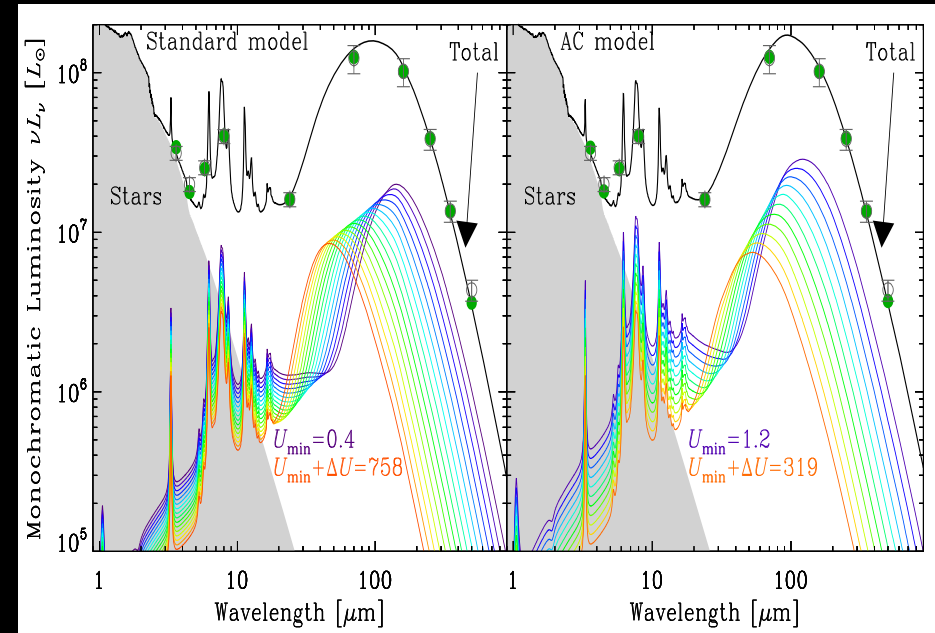 Monochromatic Luminosity νLν [L⊙]
Standard model
Total
Stars
Umin=0.4
Umin+ΔU=758
AC model
Total
Stars
Umin=1.2
Umin+ΔU=319
10⁸
10⁷
10⁶
10⁵
1 10 100
1 10 100
Wavelength [μm]
Wavelength [μm]